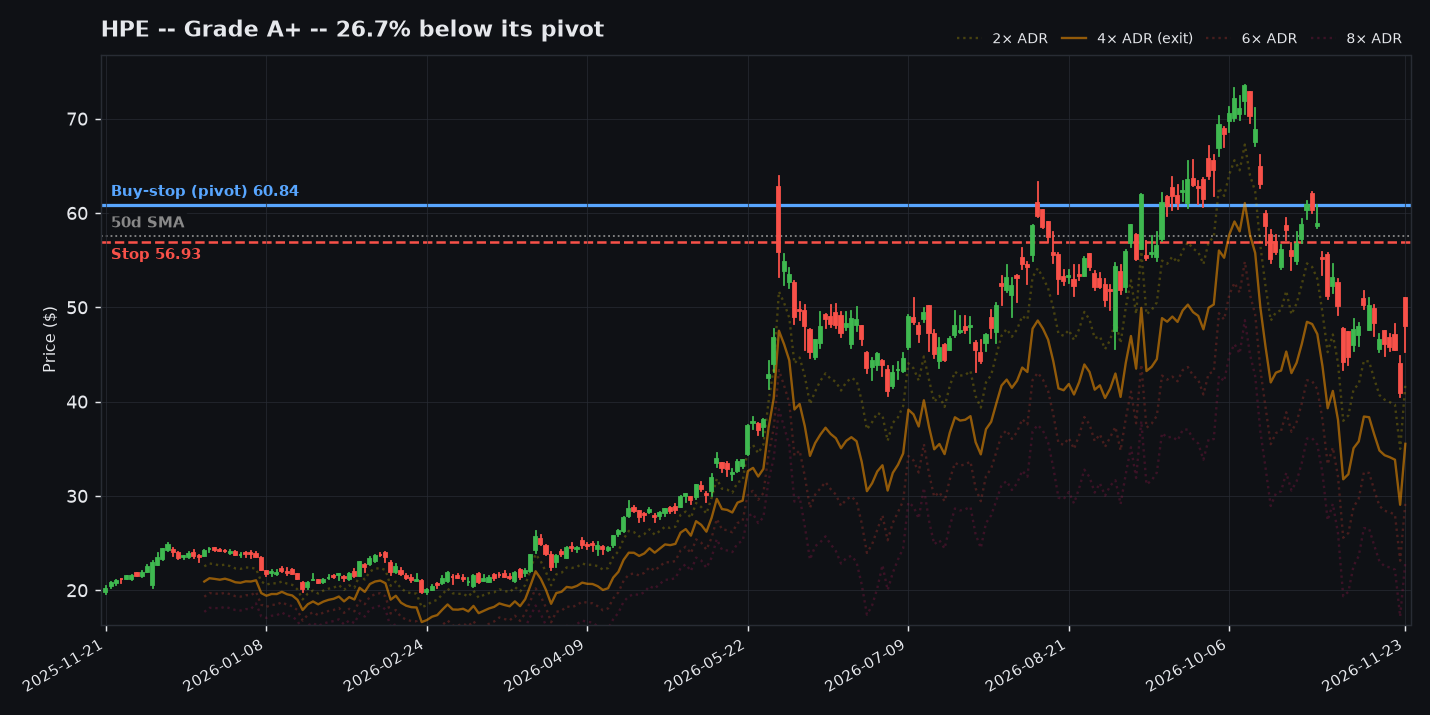 HPE -- Grade A+ -- 26.7% below its pivot
2× ADR
4× ADR (exit)
6× ADR
8× ADR
Price ($)
70
60
50
40
30
20
Buy-stop (pivot) 60.84
50d SMA
Stop 56.93
2025-11-21
2026-01-08
2026-02-24
2026-04-09
2026-05-22
2026-07-09
2026-08-21
2026-10-06
2026-11-23